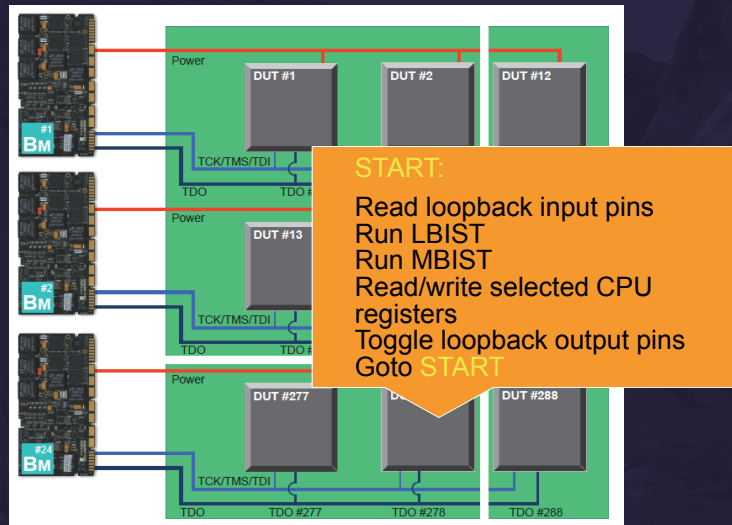 Power
DUT #1
DUT #2
DUT #12
#1
BM
TCK/TMS/TDI
TDO
TDO #
START:
Read loopback input pins
Run LBIST
Run MBIST
Read/write selected CPU
registers
Toggle loopback output pins
Goto START
Power
DUT #13
#2
BM
TCK/TMS/TDI
TDO
TDO #
Power
DUT #277
DUT #288
#24
BM
TCK/TMS/TDI
TDO
TDO #277
TDO #278
TDO #288